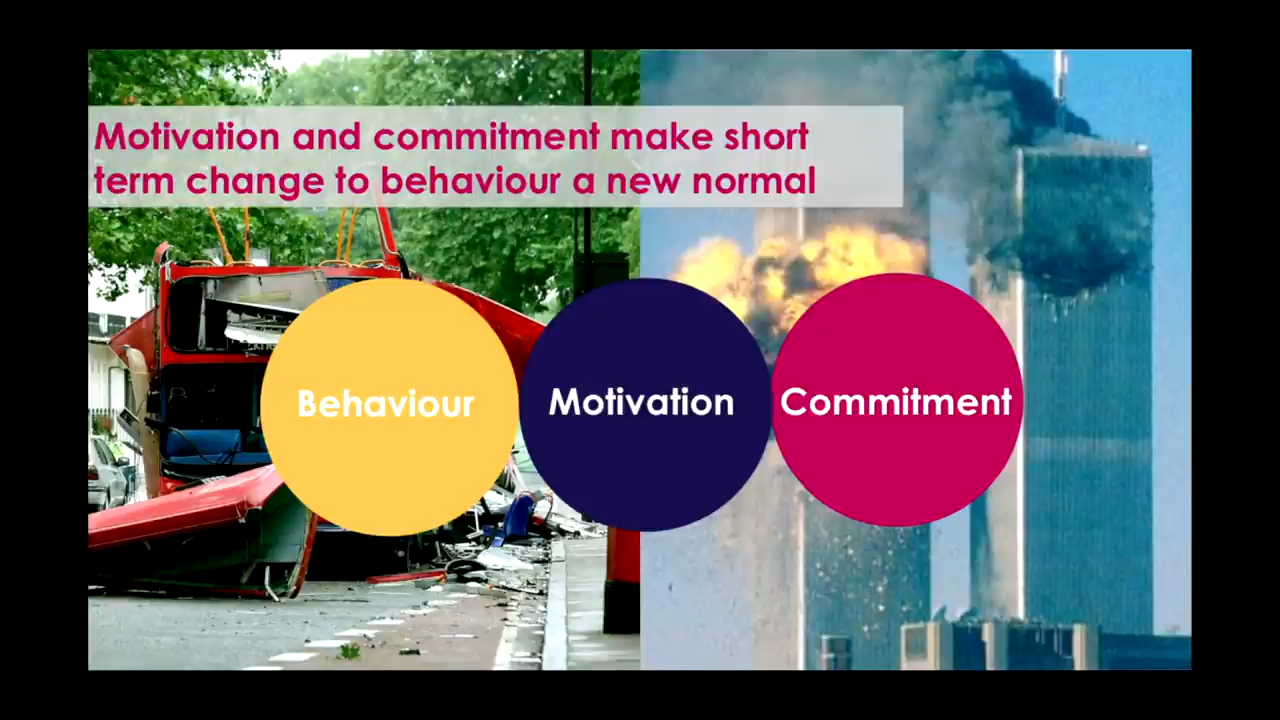 Motivation and commitment make short
term change to behaviour a new normal
Behaviour
Motivation
Commitment